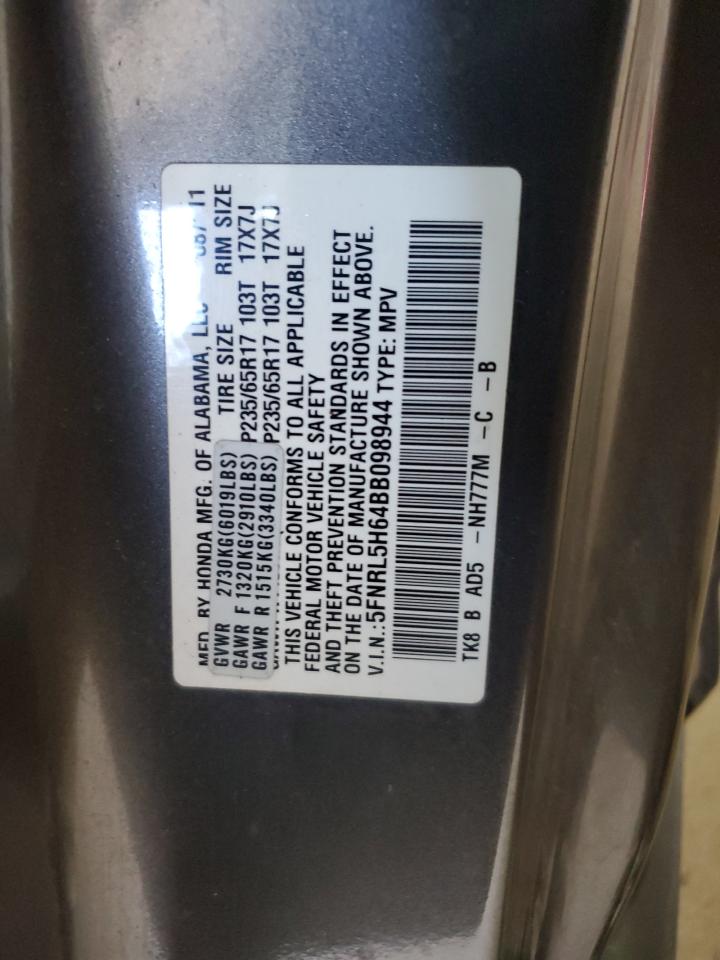 MFD. BY HONDA MFG. OF ALABAMA, LLC 11
TIRE SIZE RIM SIZE
GVWR 2730KG(6019LBS)
GAWR F 1320KG(2910LBS) P235/65R17 103T 17X7J
GAWR R 1515KG(3340LBS) P235/65R17 103T 17X7J
THIS VEHICLE CONFORMS TO ALL APPLICABLE
FEDERAL MOTOR VEHICLE SAFETY
AND THEFT PREVENTION STANDARDS IN EFFECT
ON THE DATE OF MANUFACTURE SHOWN ABOVE.
V.I.N.:5FNRL5H64BB098944 TYPE: MPV
TK8 B AD5 -NH777M -C -B